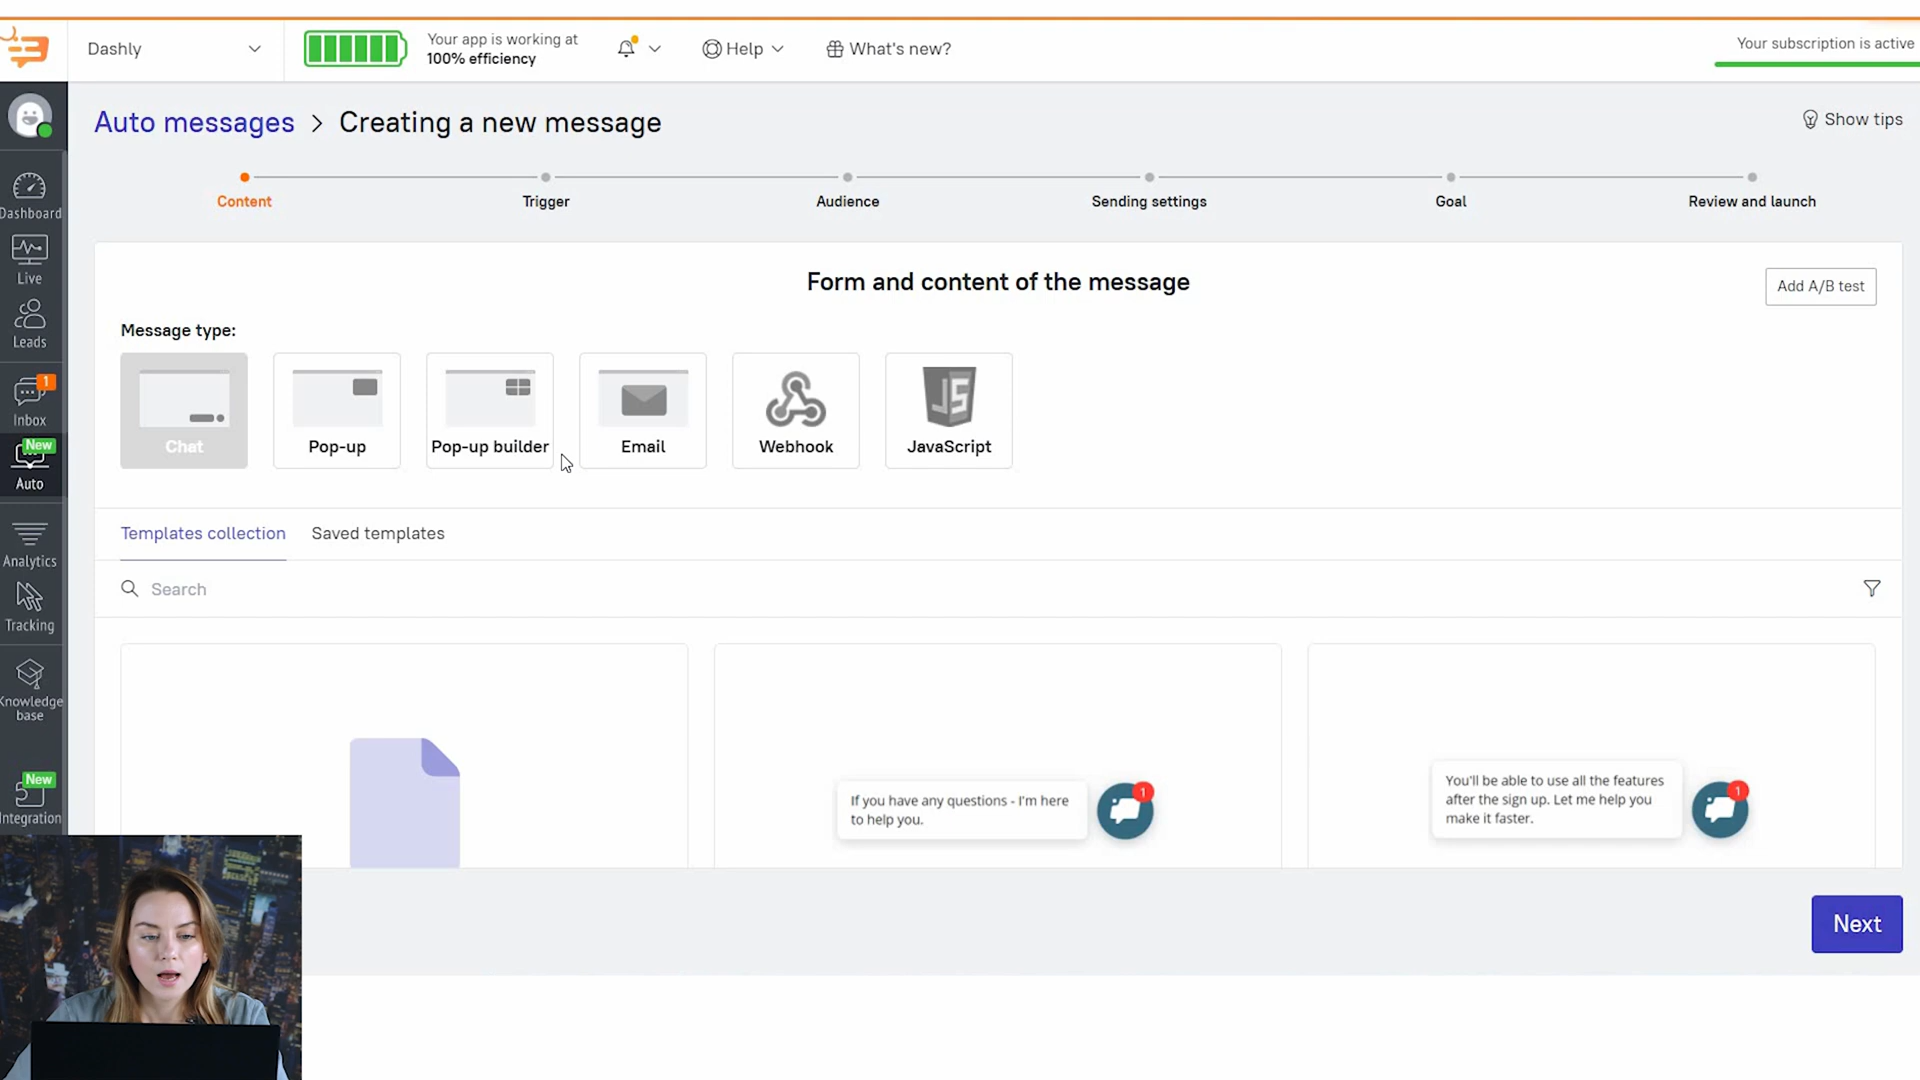 Dashly
Your app is working at
100% efficiency
Help
What's new?
Your subscription is active
Auto messages > Creating a new message
Show tips
Content
Trigger
Audience
Sending settings
Goal
Review and launch
Form and content of the message
Add A/B test
Message type:
Chat
Pop-up
Pop-up builder
Email
JS
Webhook
JavaScript
Templates collection
Saved templates
Search
If you have any questions - I'm here
to help you.
1
You'll be able to use all the features
after the sign up. Let me help you
make it faster.
1
Next
Dashboard
Live
Leads
1
Inbox
New
Auto
Analytics
Tracking
Knowledge
base
New
Integration